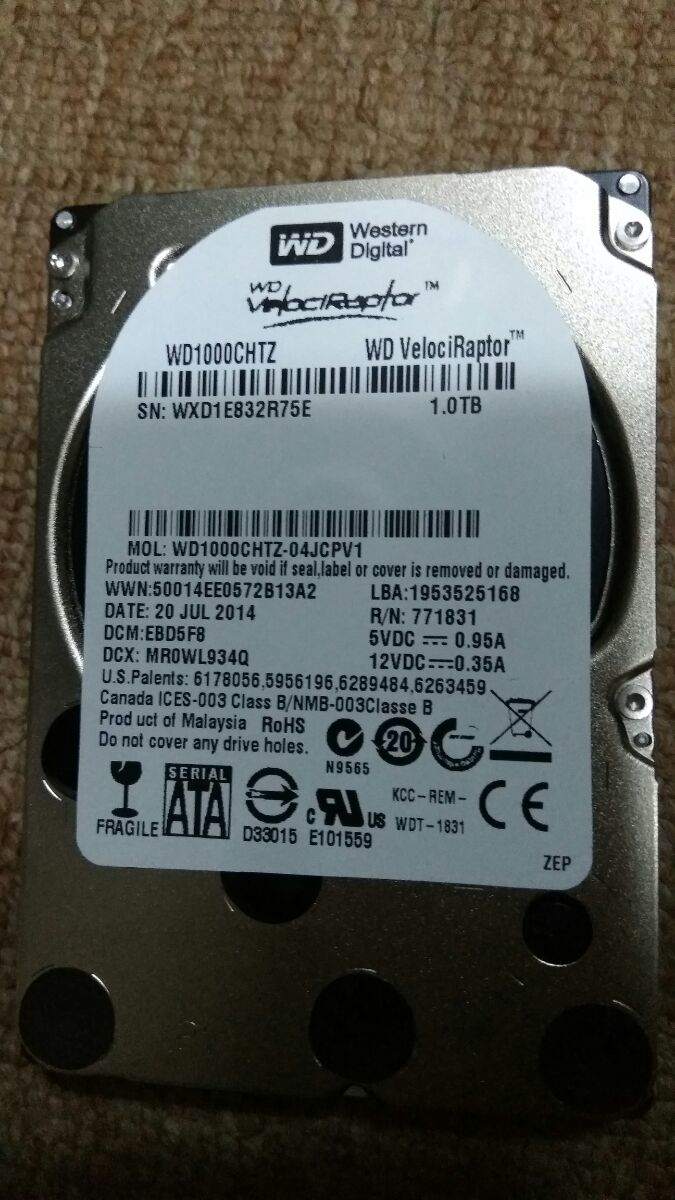 WD Western
Digital®
WD
VelociRaptor™
WD1000CHTZ WD VelociRaptor™
SN: WXD1E832R75E 1.0TB
MOL: WD1000CHTZ-04JCPV1
Product warranty will be void if seal,label or cover is removed or damaged.
WWN:50014EE0572B13A2 LBA:1953525168
DATE: 20 JUL 2014 R/N: 771831
DCM:EBD5F8 5VDC ⎓ 0.95A
DCX: MR0WL934Q 12VDC⎓0.35A
U.S.Patents: 6178056,5956196,6289484,6263459
Canada ICES-003 Class B/NMB-003Classe B
Prod uct of Malaysia RoHS
Do not cover any drive holes.
N9565
20
FRAGILE
SERIAL
ATA
D33015
c RU US
E101559
KCC-REM-
WDT-1831
CE
ZEP